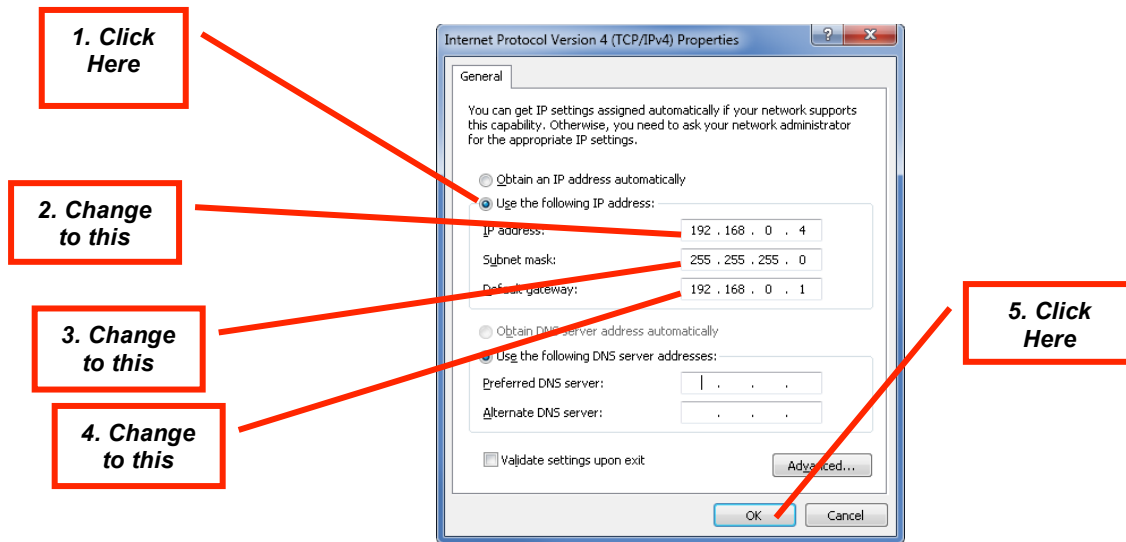 1. Click
Here
Internet Protocol Version 4 (TCP/IPv4) Properties
General
You can get IP settings assigned automatically if your network supports
this capability. Otherwise, you need to ask your network administrator
for the appropriate IP settings.
Obtain an IP address automatically
Use the following IP address:
2. Change
to this
IP address: 192 . 168 . 0 . 4
Subnet mask: 255 . 255 . 255 . 0
Default gateway: 192 . 168 . 0 . 1
3. Change
to this
5. Click
Here
Obtain DNS server address automatically
Use the following DNS server addresses:
Preferred DNS server: . . .
Alternate DNS server: . . .
4. Change
to this
Validate settings upon exit
Advanced...
OK
Cancel